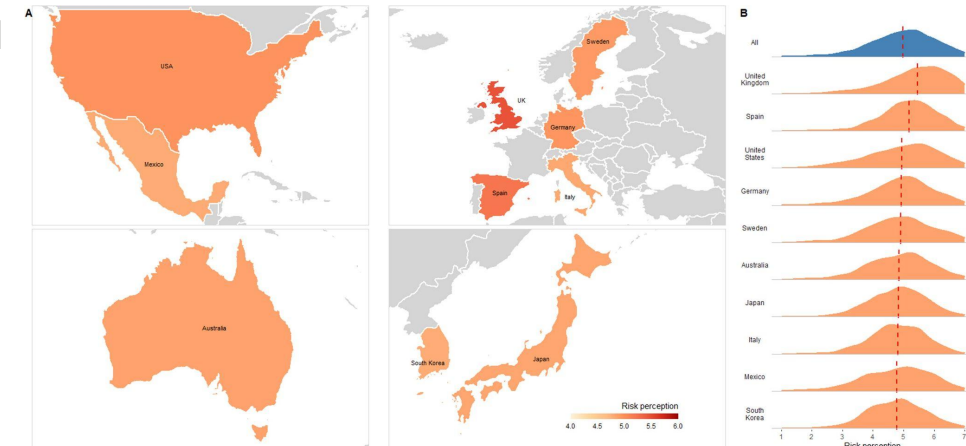 A
USA
Mexico
Sweden
UK
Germany
Spain
Italy
Australia
South Korea
Japan
Risk perception
4.0 4.5 5.0 5.5 6.0
B
All
United
Kingdom
Spain
United
States
Germany
Sweden
Australia
Japan
Italy
Mexico
South
Korea
1 2 3 4 5 6 7
Risk perception